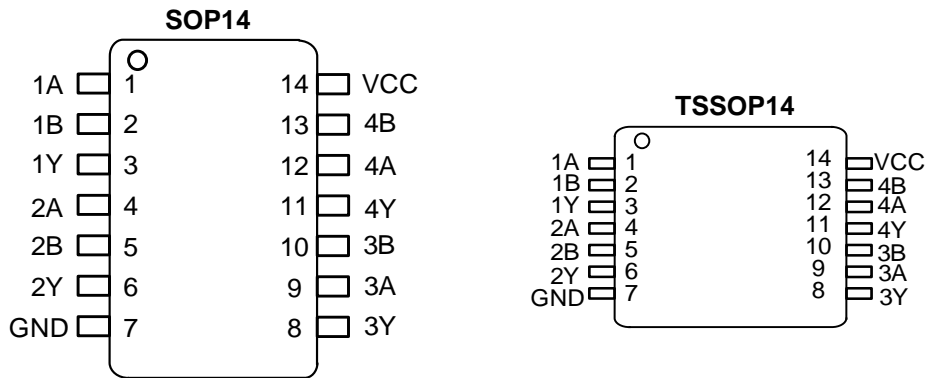 SOP14
1A 1 14 VCC
1B 2 13 4B
1Y 3 12 4A
2A 4 11 4Y
2B 5 10 3B
2Y 6 9 3A
GND 7 8 3Y
TSSOP14
1A 1 14 VCC
1B 2 13 4B
1Y 3 12 4A
2A 4 11 4Y
2B 5 10 3B
2Y 6 9 3A
GND 7 8 3Y